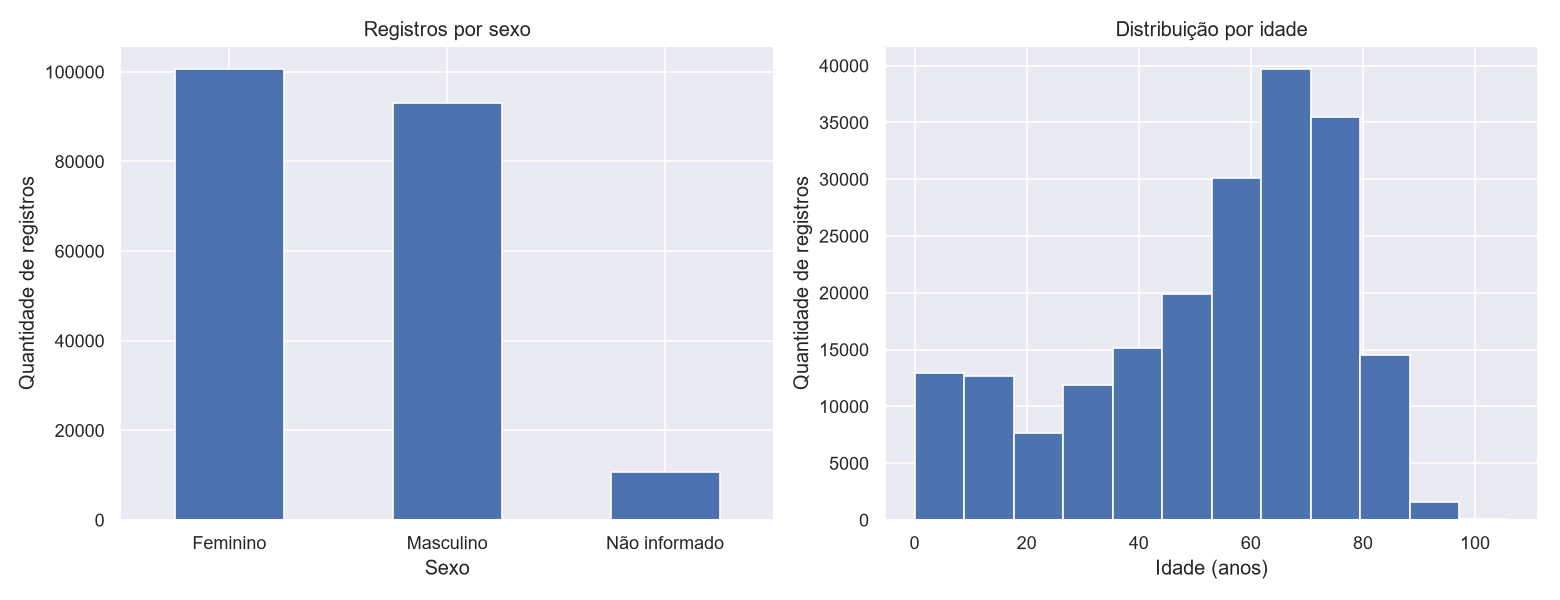 Registros por sexo
Quantidade de registros
100000
80000
60000
40000
20000
0
Feminino Masculino Não informado
Sexo
Distribuição por idade
Quantidade de registros
40000
35000
30000
25000
20000
15000
10000
5000
0
0 20 40 60 80 100
Idade (anos)